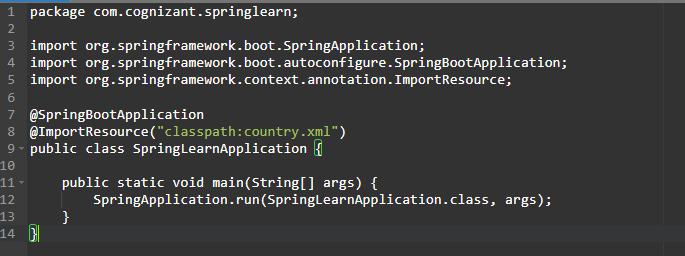 1 package com.cognizant.springlearn;
2
3 import org.springframework.boot.SpringApplication;
4 import org.springframework.boot.autoconfigure.SpringBootApplication;
5 import org.springframework.context.annotation.ImportResource;
6
7 @SpringBootApplication
8 @ImportResource("classpath:country.xml")
9 public class SpringLearnApplication {
10
11     public static void main(String[] args) {
12         SpringApplication.run(SpringLearnApplication.class, args);
13     }
14 }